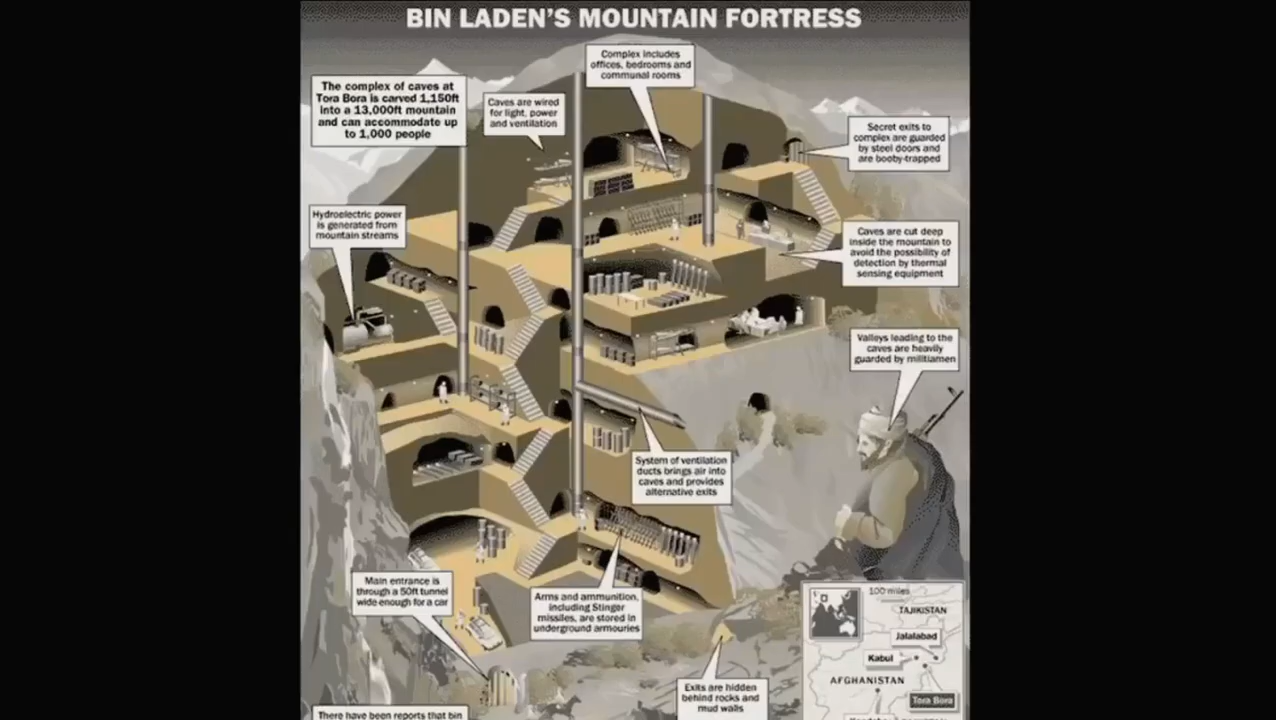 BIN LADEN'S MOUNTAIN FORTRESS
The complex of caves at
Tora Bora is carved 1,150ft
into a 13,000ft mountain
and can accommodate up
to 1,000 people
Caves are wired
for light, power
and ventilation
Complex includes
offices, bedrooms and
communal rooms
Secret exits to
complex are guarded
by steel doors and
are booby-trapped
Hydroelectric power
is generated from
mountain streams
Caves are cut deep
inside the mountain to
avoid the possibility of
detection by thermal
sensing equipment
Valleys leading to the
caves are heavily
guarded by militiamen
System of ventilation
ducts brings air into
caves and provides
alternative exits
Main entrance is
through a 50ft tunnel
wide enough for a car
Arms and ammunition,
including Stinger
missiles, are stored in
underground armouries
Exits are hidden
behind rocks and
mud walls
There have been reports that bin
100 miles
TAJIKISTAN
Jalalabad
Kabul
AFGHANISTAN
Tora Bora